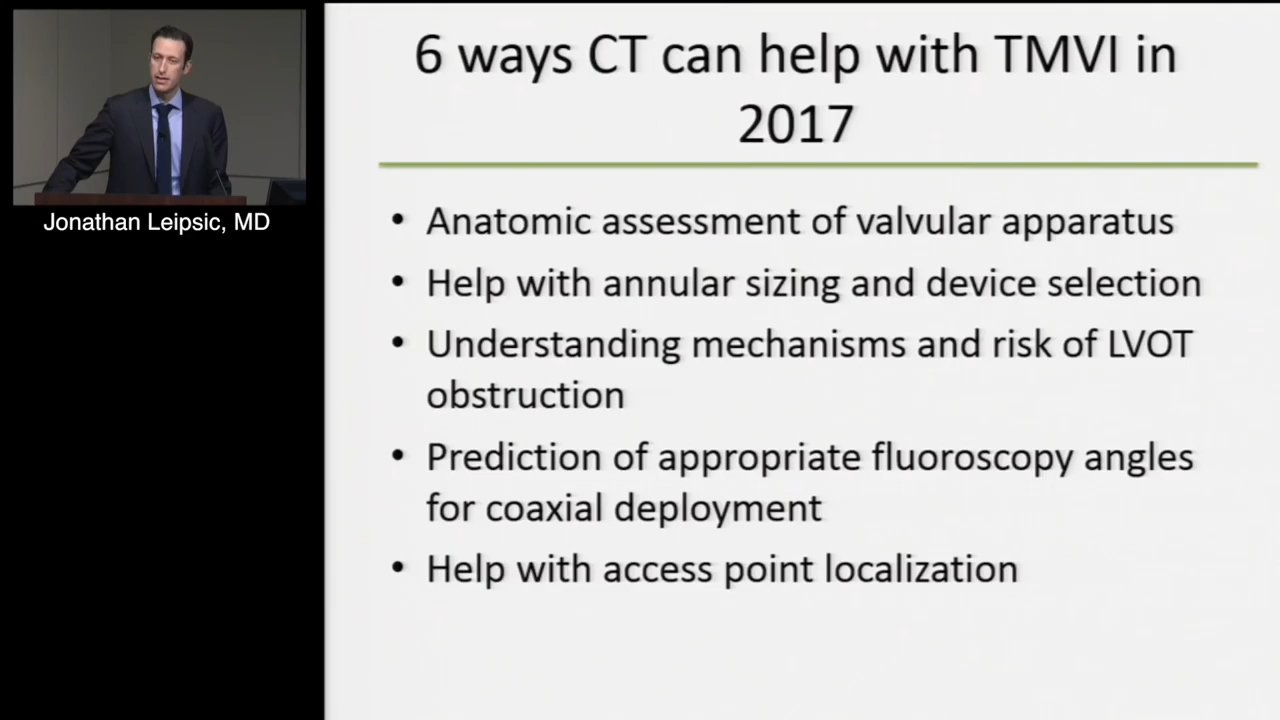 6 ways CT can help with TMVI in
2017
Jonathan Leipsic, MD
• Anatomic assessment of valvular apparatus
• Help with annular sizing and device selection
• Understanding mechanisms and risk of LVOT
obstruction
• Prediction of appropriate fluoroscopy angles
for coaxial deployment
• Help with access point localization